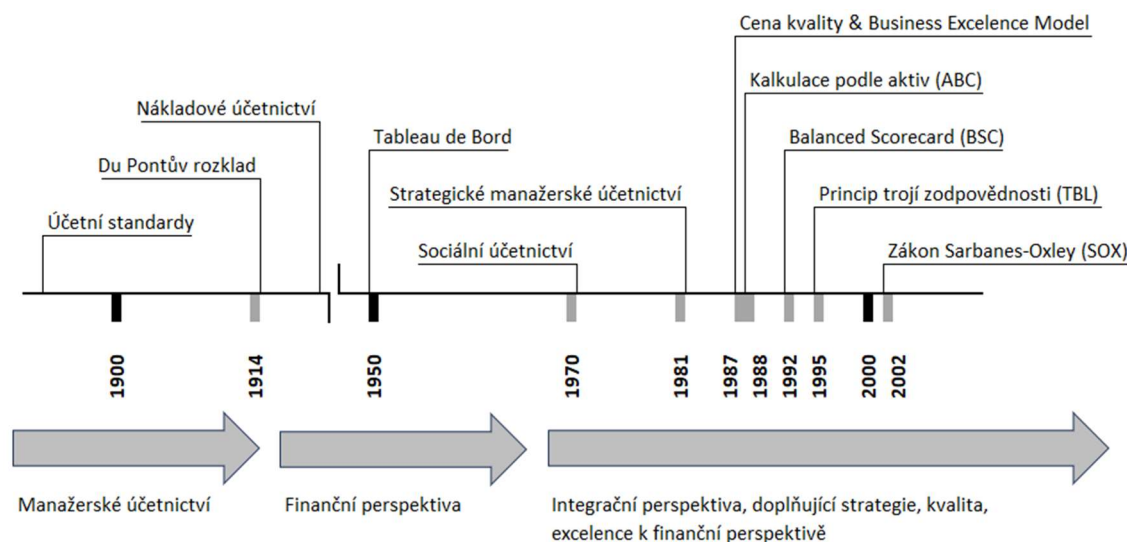 Cena kvality & Business Excelence Model
Kalkulace podle aktiv (ABC)
Nákladové účetnictví
Tableau de Bord
Balanced Scorecard (BSC)
Du Pontův rozklad
Strategické manažerské účetnictví
Princip trojí zodpovědnosti (TBL)
Účetní standardy
Sociální účetnictví
Zákon Sarbanes-Oxley (SOX)
1900
1914
1950
1970
1981
1987
1988
1992
1995
2000
2002
Manažerské účetnictví
Finanční perspektiva
Integrační perspektiva, doplňující strategie, kvalita,
excelence k finanční perspektivě